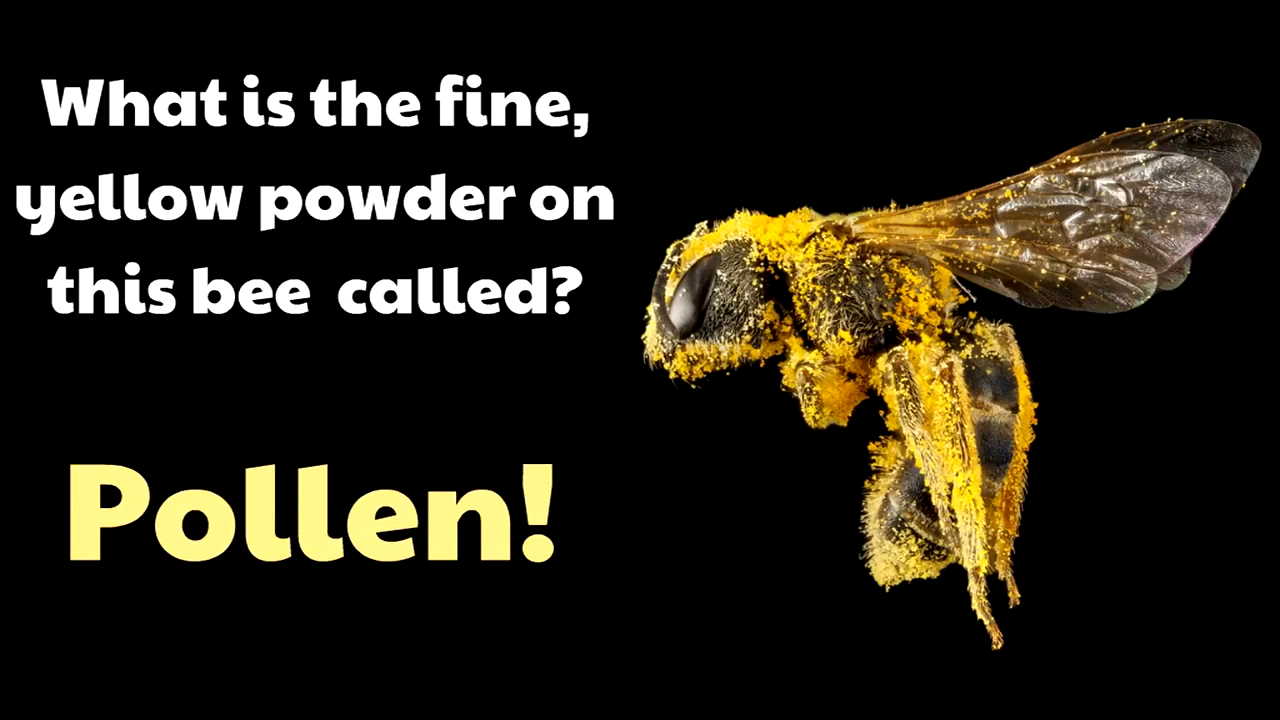 What is the fine,
yellow powder on
this bee called?
Pollen!